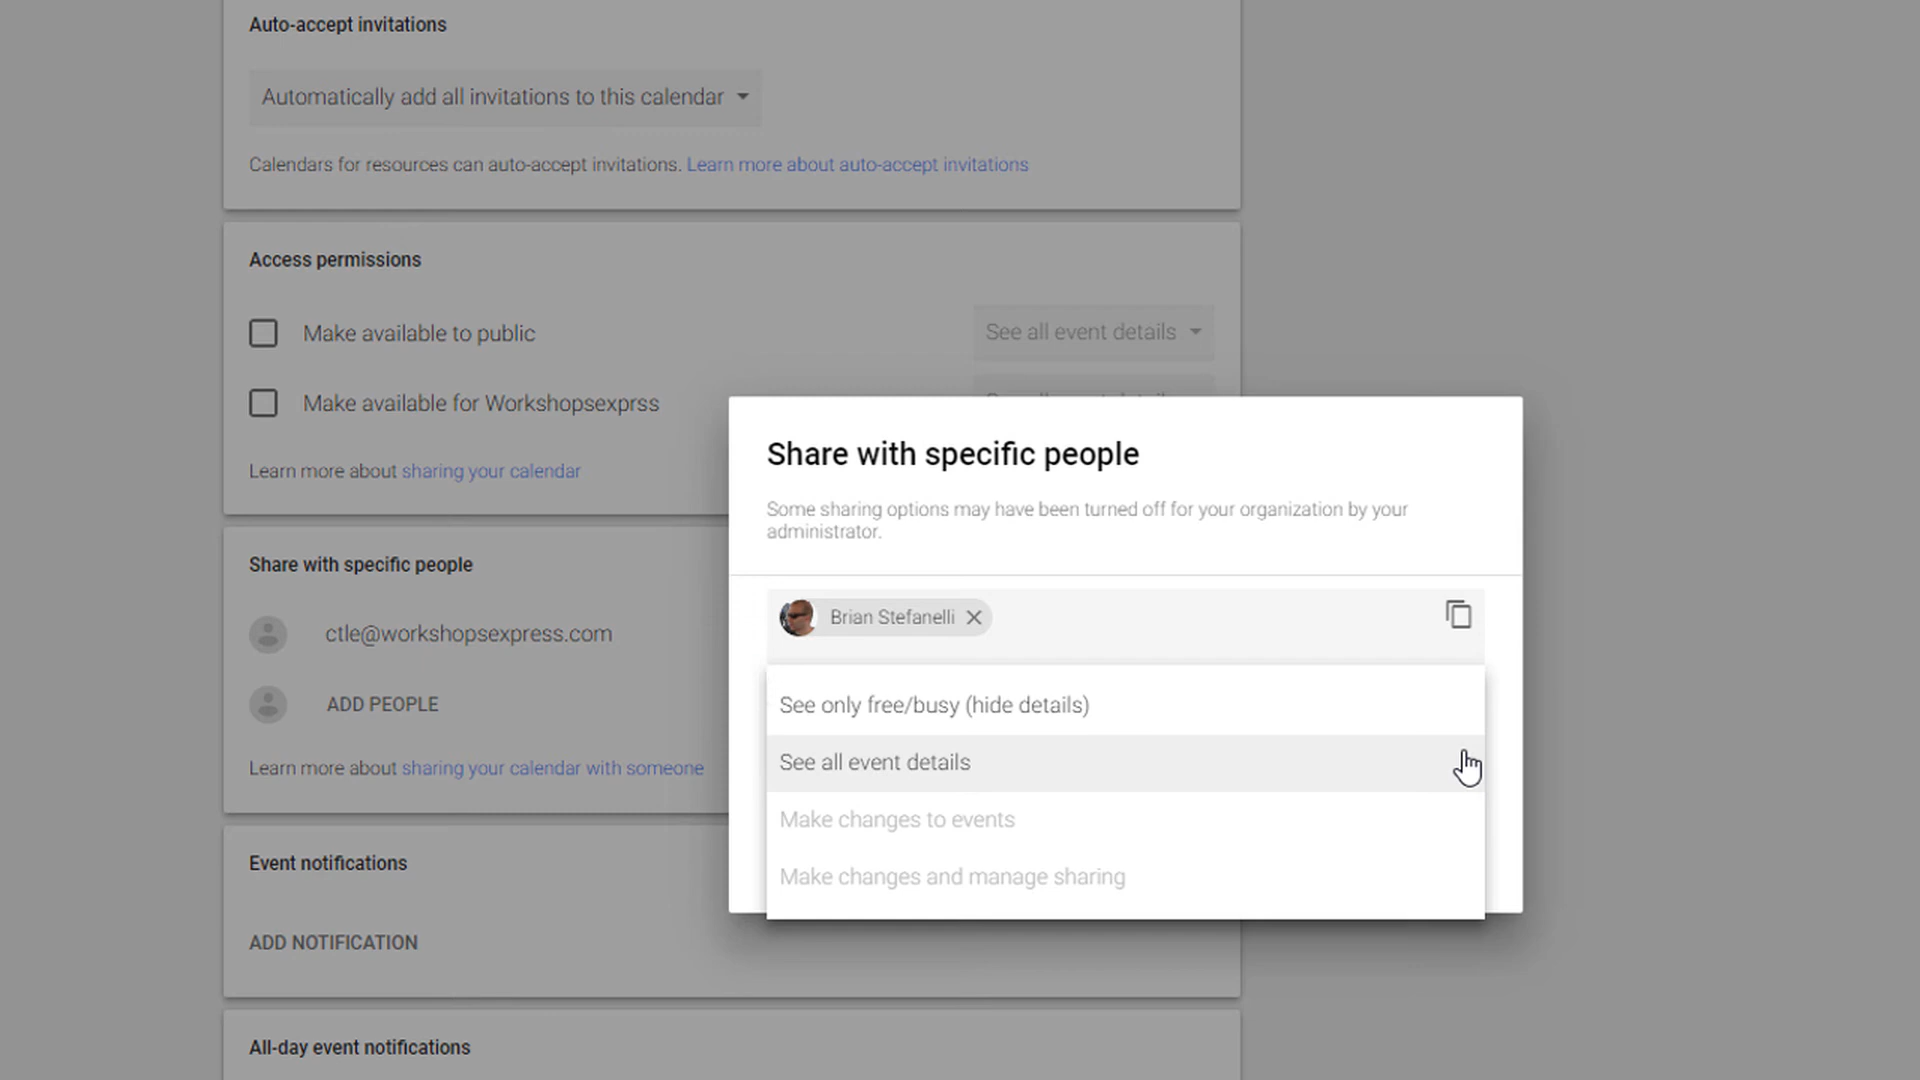 Auto-accept invitations
Automatically add all invitations to this calendar
Calendars for resources can auto-accept invitations. Learn more about auto-accept invitations
Access permissions
Make available to public
See all event details
Make available for Workshopsexprss
Learn more about sharing your calendar
Share with specific people
ctle@workshopsexpress.com
ADD PEOPLE
Learn more about sharing your calendar with someone
Event notifications
ADD NOTIFICATION
All-day event notifications
Share with specific people
Some sharing options may have been turned off for your organization by your
administrator.
Brian Stefanelli
See only free/busy (hide details)
See all event details
Make changes to events
Make changes and manage sharing